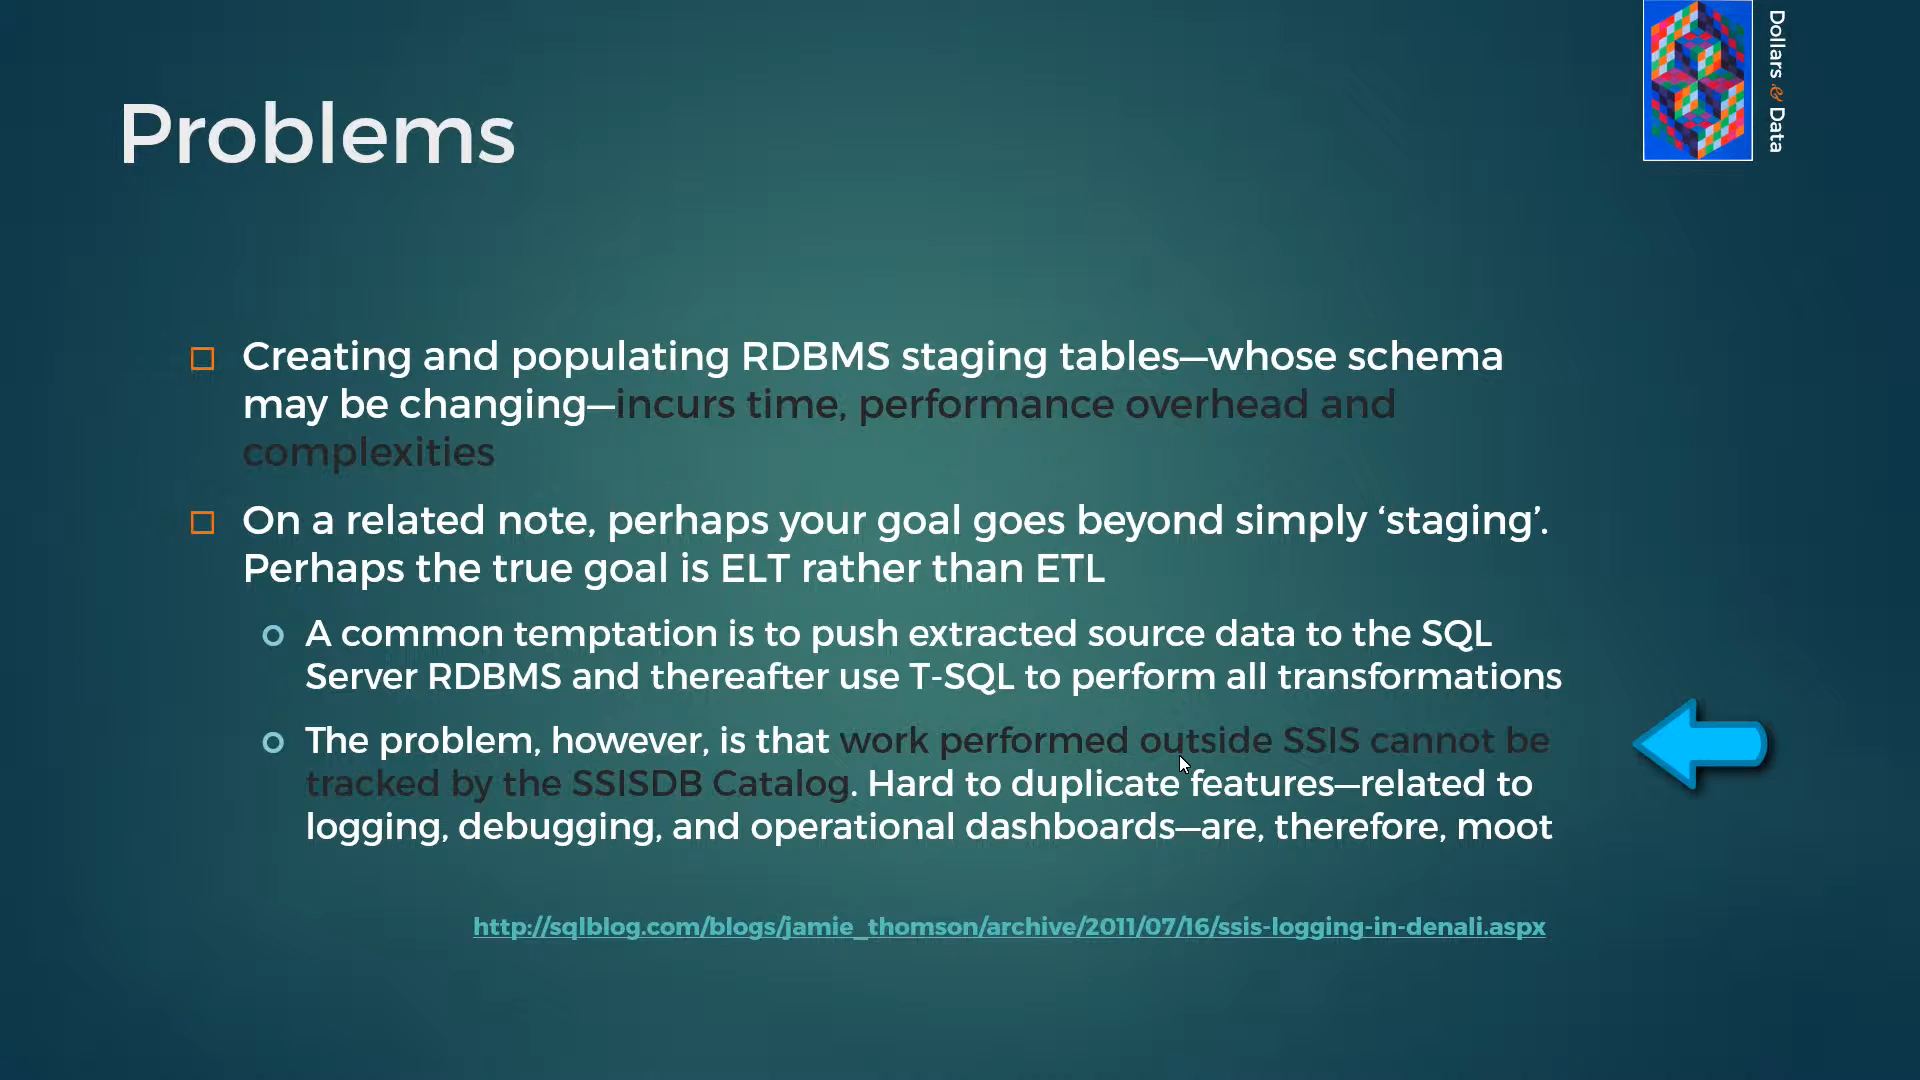 Dollars & Data
Problems
Creating and populating RDBMS staging tables—whose schema
may be changing—incurs time, performance overhead and
complexities
On a related note, perhaps your goal goes beyond simply ‘staging’.
Perhaps the true goal is ELT rather than ETL
A common temptation is to push extracted source data to the SQL
Server RDBMS and thereafter use T-SQL to perform all transformations
The problem, however, is that work performed outside SSIS cannot be
tracked by the SSISDB Catalog. Hard to duplicate features—related to
logging, debugging, and operational dashboards—are, therefore, moot
http://sqlblog.com/blogs/jamie_thomson/archive/2011/07/16/ssis-logging-in-denali.aspx